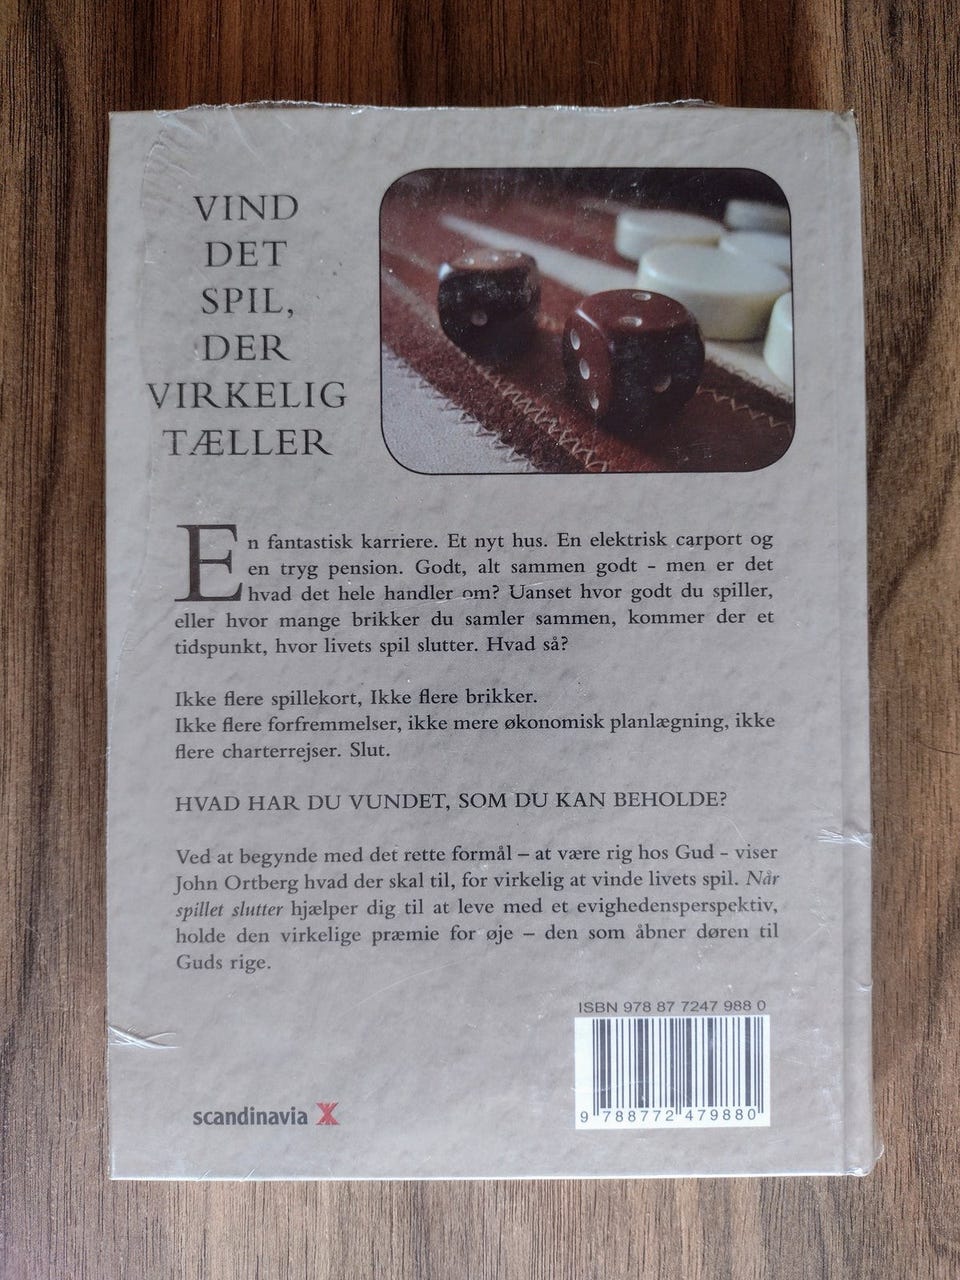 VIND
DET
SPIL,
DER
VIRKELIG
TÆLLER
En fantastisk karriere. Et nyt hus. En elektrisk carport og
en tryg pension. Godt, alt sammen godt - men er det
hvad det hele handler om? Uanset hvor godt du spiller,
eller hvor mange brikker du samler sammen, kommer der et
tidspunkt, hvor livets spil slutter. Hvad så?
Ikke flere spillekort, Ikke flere brikker.
Ikke flere forfremmelser, ikke mere økonomisk planlægning, ikke
flere charterrejser. Slut.
HVAD HAR DU VUNDET, SOM DU KAN BEHOLDE?
Ved at begynde med det rette formål – at være rig hos Gud - viser
John Ortberg hvad der skal til, for virkelig at vinde livets spil. Når
spillet slutter hjælper dig til at leve med et evighedensperspektiv,
holde den virkelige præmie for øje – den som åbner døren til
Guds rige.
ISBN 978 87 7247 988 0
9 788772 479880
scandinavia